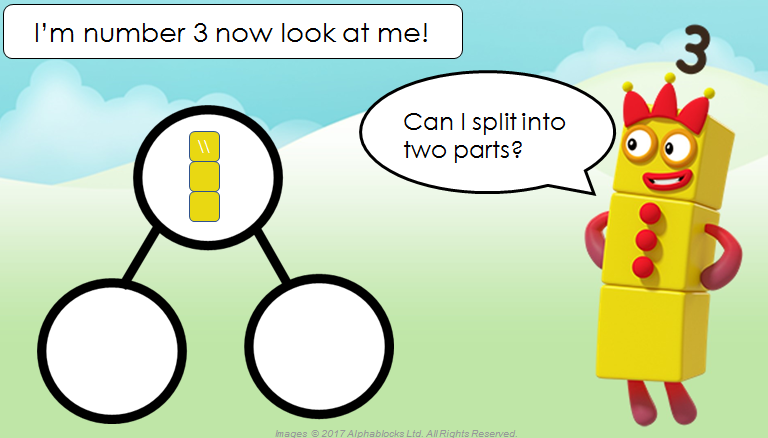 I’m number 3 now look at me!
3
Can I split into
two parts?
\\
Images © 2017 Alphablocks Ltd. All Rights Reserved.